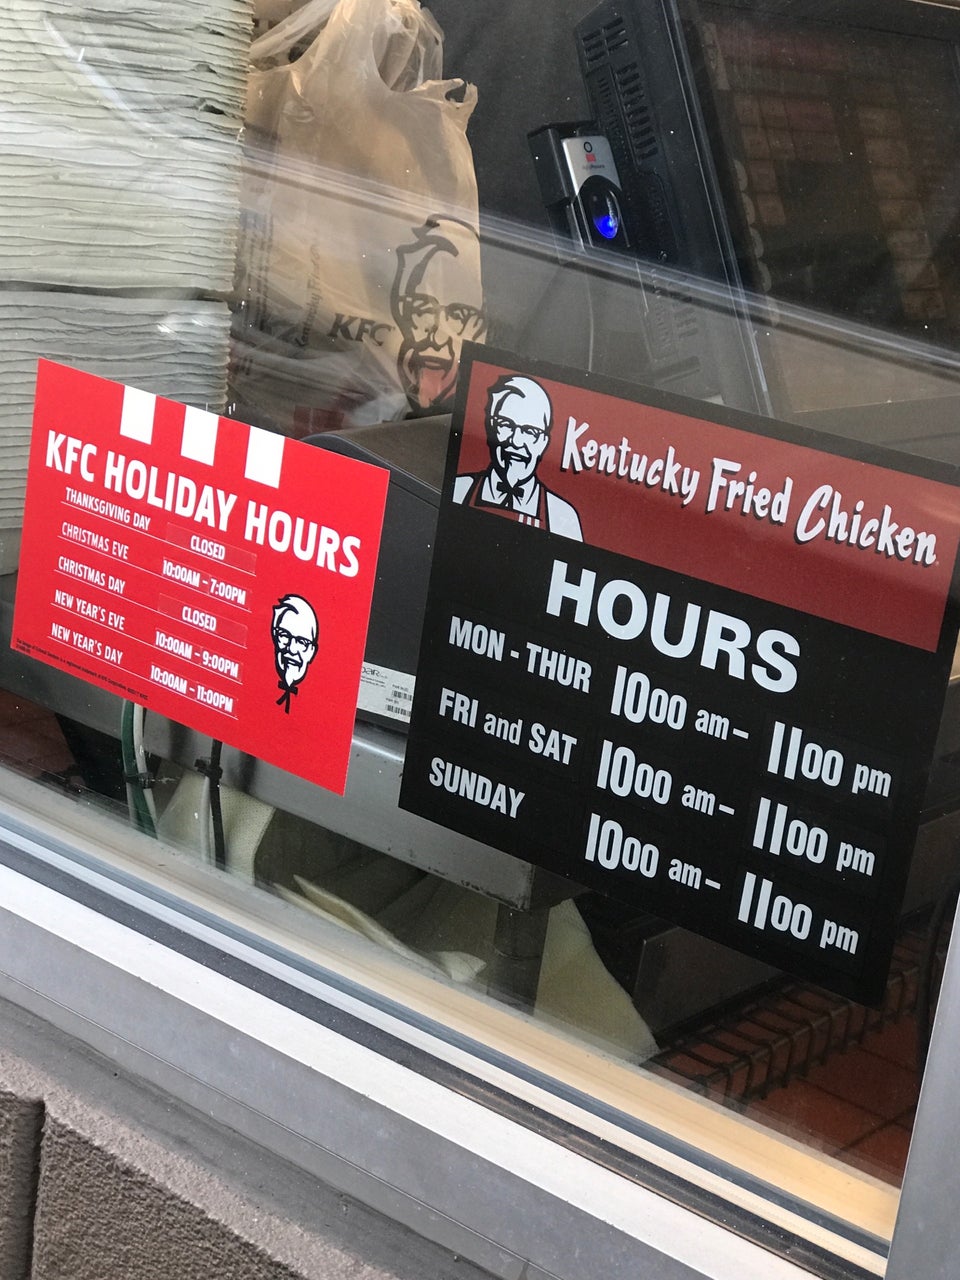 KFC
KFC HOLIDAY HOURS
THANKSGIVING DAY CLOSED
CHRISTMAS EVE 10:00AM - 7:00PM
CHRISTMAS DAY CLOSED
NEW YEAR'S EVE 10:00AM - 9:00PM
NEW YEAR'S DAY 10:00AM - 11:00PM
Kentucky Fried Chicken
HOURS
MON - THUR 1000 am - 1100 pm
FRI and SAT 1000 am - 1100 pm
SUNDAY 1000 am - 1100 pm